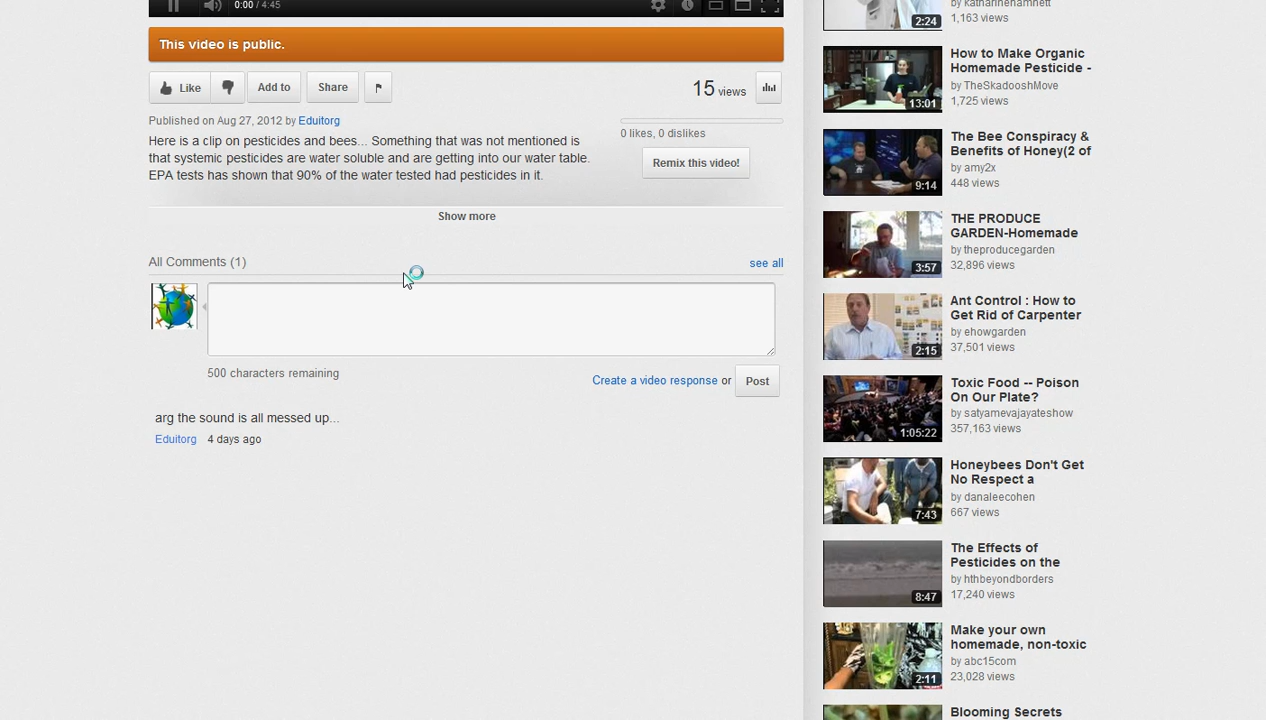 0:00 / 4:45
This video is public.
Like
Add to
Share
15 views
Published on Aug 27, 2012 by Eduitorg
0 likes, 0 dislikes
Here is a clip on pesticides and bees... Something that was not mentioned is
that systemic pesticides are water soluble and are getting into our water table.
EPA tests has shown that 90% of the water tested had pesticides in it.
Remix this video!
Show more
All Comments (1)
see all
500 characters remaining
Create a video response or
Post
arg the sound is all messed up...
Eduitorg 4 days ago
2:24
1,163 views
How to Make Organic
Homemade Pesticide -
by TheSkadooshMove
1,725 views
13:01
The Bee Conspiracy &
Benefits of Honey(2 of
by amy2x
448 views
9:14
THE PRODUCE
GARDEN-Homemade
by theproducegarden
32,896 views
3:57
Ant Control : How to
Get Rid of Carpenter
by ehowgarden
37,501 views
2:15
Toxic Food -- Poison
On Our Plate?
by satyamevajayateshow
357,163 views
1:05:22
Honeybees Don't Get
No Respect a
by danaleecohen
667 views
7:43
The Effects of
Pesticides on the
by hthbeyondborders
17,240 views
8:47
Make your own
homemade, non-toxic
by abc15com
23,028 views
2:11
Blooming Secrets